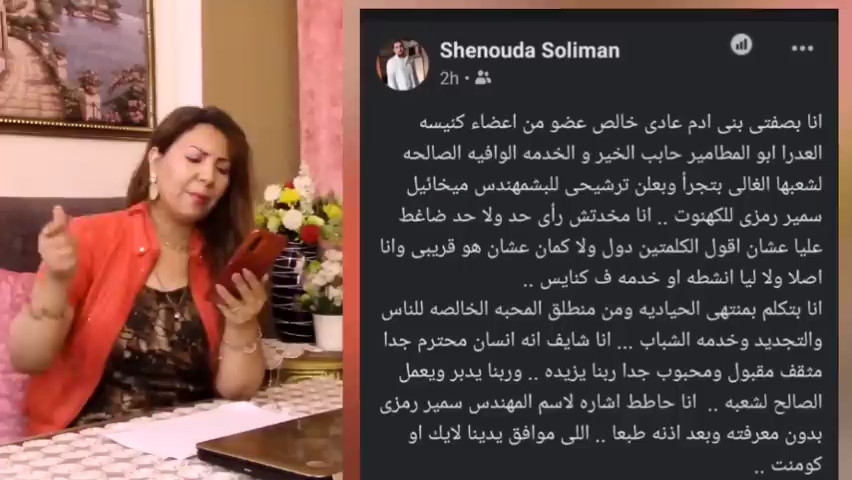 Shenouda Soliman
2h
انا بصفتى بنى ادم عادى خالص عضو من اعضاء كنيسه
العدرا ابو المطامير حابب الخير و الخدمه الوافيه الصالحه
لشعبها الغالى بتجرأ وبعلن ترشيحى للبشمهندس ميخائيل
سمير رمزى للكهنوت .. انا مخدتش رأى حد ولا حد ضاغط
عليا عشان اقول الكلمتين دول ولا كمان عشان هو قريبى وانا
اصلا ولا ليا انشطه او خدمه ف كنايس ..
انا بتكلم بمنتهى الحياديه ومن منطلق المحبه الخالصه للناس
والتجديد وخدمه الشباب ... انا شايف انه انسان محترم جدا
مثقف مقبول ومحبوب جدا ربنا يزيده .. وربنا يدبر ويعمل
الصالح لشعبه .. انا حاطط اشاره لاسم المهندس سمير رمزى
بدون معرفته وبعد اذنه طبعا .. اللى موافق يدينا لايك او
كومنت ..